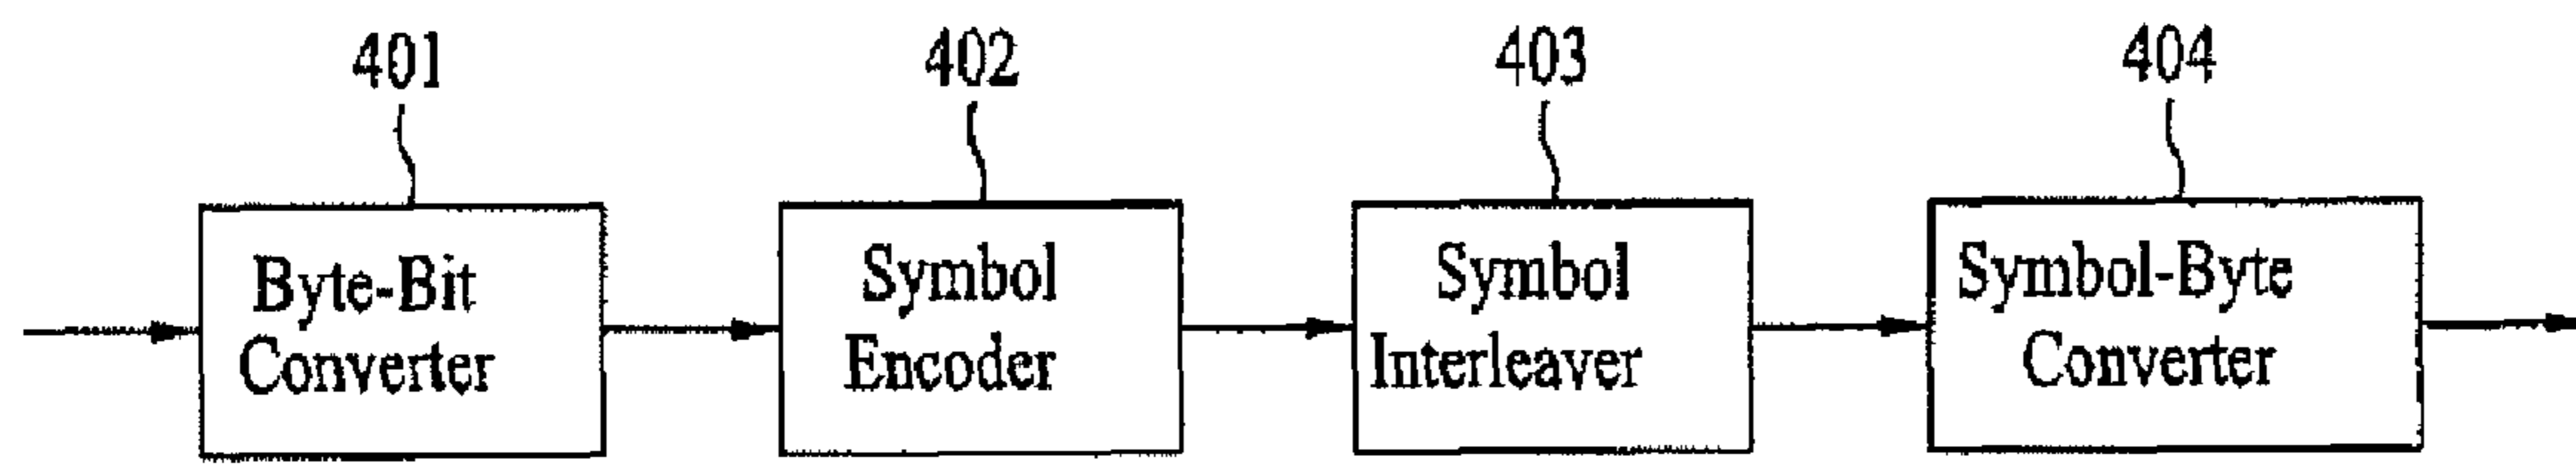 401
402
403
404
Byte-Bit
Converter
Symbol
Encoder
Symbol
Interleaver
Symbol-Byte
Converter